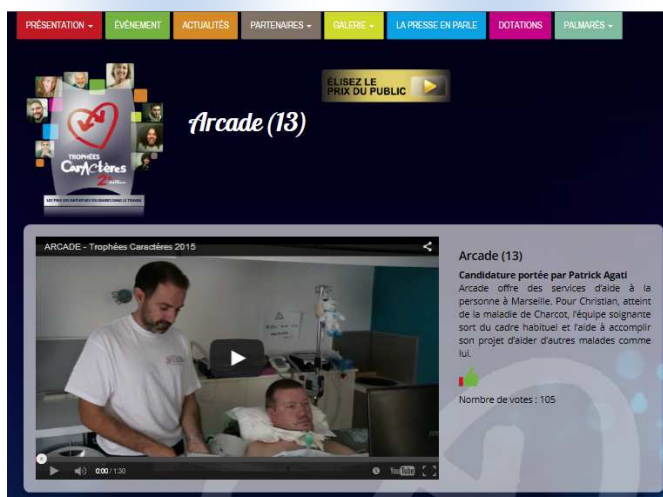 PRÉSENTATION
ÉVÉNEMENT
ACTUALITÉS
PARTENAIRES
GALERIE
LA PRESSE EN PARLE
DOTATIONS
PALMARÈS
ÉLISEZ LE
PRIX DU PUBLIC
TROPHÉES
CarActères
Arcade (13)
ARCADE - Trophées Caractères 2015
0:00 / 1:30
YouTube
Arcade (13)
Candidature portée par Patrick Agati
Arcade offre des services d'aide à la
personne à Marseille. Pour Christian, atteint
de la maladie de Charcot, l'équipe soignante
sort du cadre habituel et l'aide à accomplir
son projet d'aider d'autres malades comme
lui.
Nombre de votes : 105